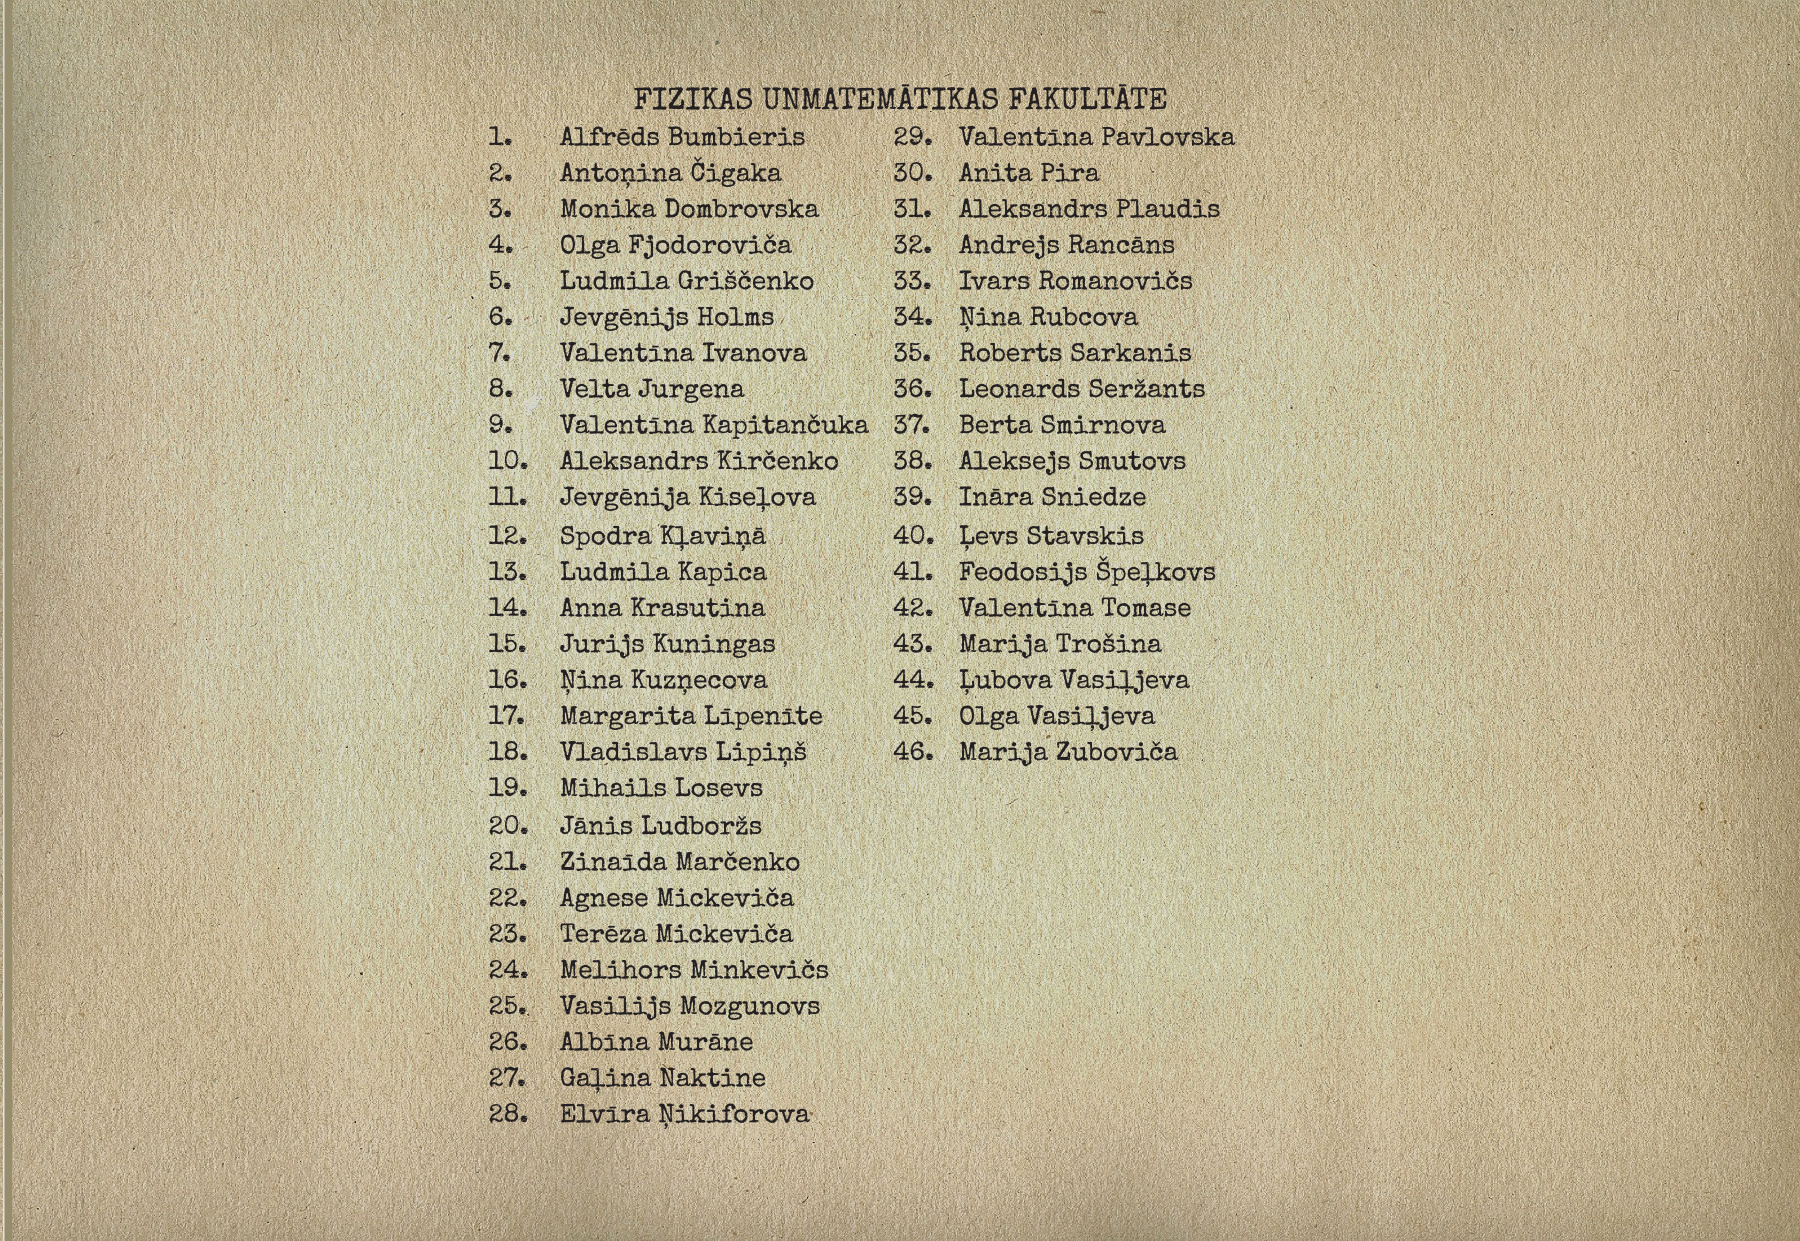 FIZIKAS UNMATEMĀTIKAS FAKULTĀTE
1. Alfrēds Bumbieris
2. Antoņina Čigaka
3. Monika Dombrovska
4. Olga Fjodoroviča
5. Ludmila Griščenko
6. Jevgēnijs Holms
7. Valentīna Ivanova
8. Velta Jurgena
9. Valentīna Kapitančuka
10. Aleksandrs Kirčenko
11. Jevgēnija Kiseļova
12. Spodra Kļaviņā
13. Ludmila Kapica
14. Anna Krasutina
15. Jurijs Kuningas
16. Ņina Kuzņecova
17. Margarita Līpenīte
18. Vladislavs Lipiņš
19. Mihails Losevs
20. Jānis Ludboržs
21. Zinaīda Marčenko
22. Agnese Mickeviča
23. Terēza Mickeviča
24. Melihors Minkevičs
25. Vasilijs Mozgunovs
26. Albīna Murāne
27. Gaļina Naktine
28. Elvīra Ņikiforova
29. Valentīna Pavlovska
30. Anita Pira
31. Aleksandrs Plaudis
32. Andrejs Rancāns
33. Ivars Romanovičs
34. Ņina Rubcova
35. Roberts Sarkanis
36. Leonards Seržants
37. Berta Smirnova
38. Aleksejs Smutovs
39. Ināra Sniedze
40. Ļevs Stavskis
41. Feodosijs Špeļkovs
42. Valentīna Tomase
43. Marija Trošina
44. Ļubova Vasiļjeva
45. Olga Vasiļjeva
46. Marija Zuboviča